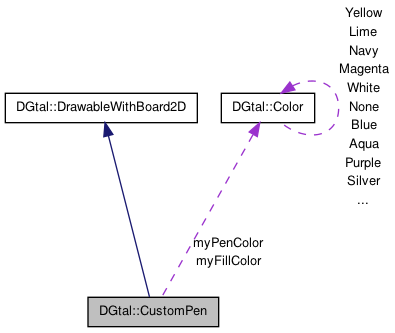 Yellow
Lime
Navy
Magenta
White
None
Blue
Aqua
Purple
Silver
...
DGtal::DrawableWithBoard2D
DGtal::Color
myPenColor
myFillColor
DGtal::CustomPen